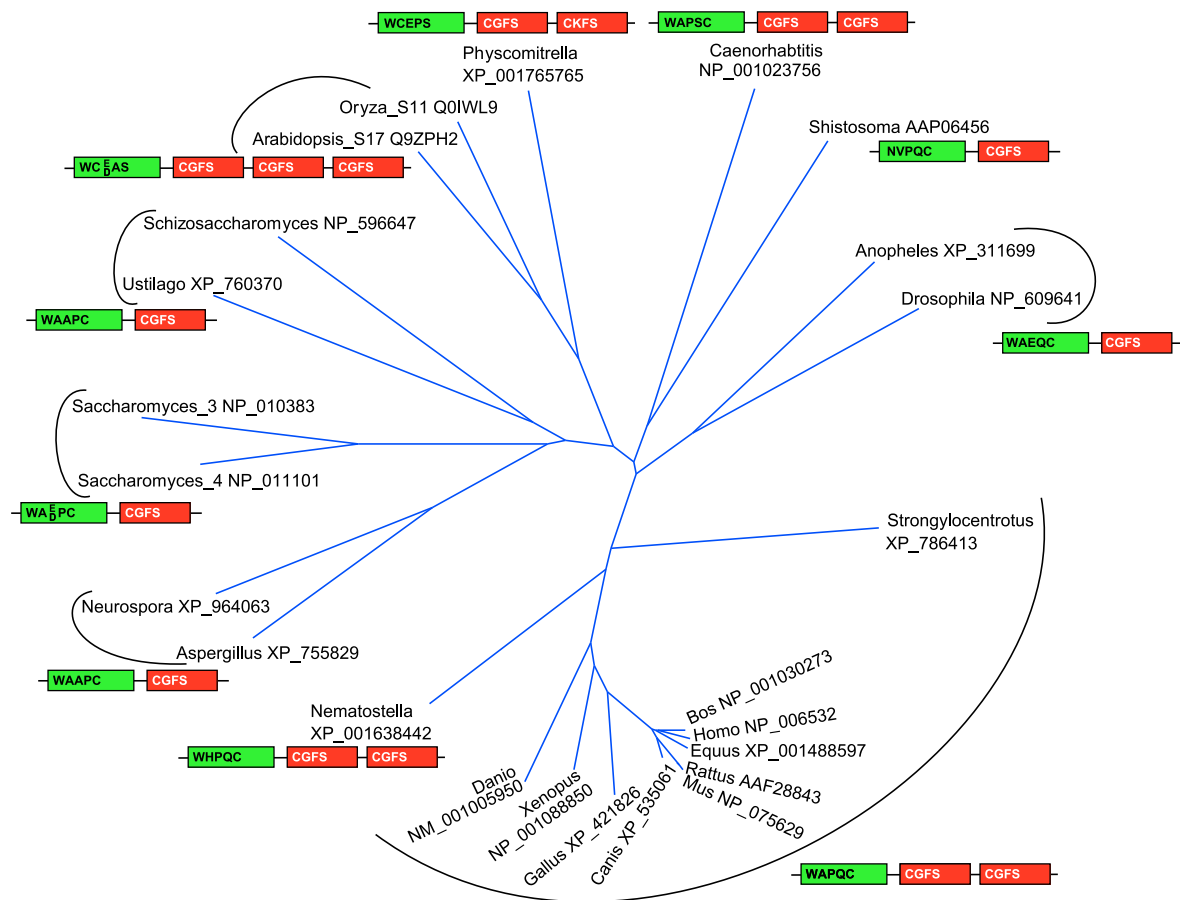 WCEPS CGFS CKFS
WAPSC CGFS CGFS
Physcomitrella
XP_001765765
Caenorhabtitis
NP_001023756
Oryza_S11 Q0IWL9
Arabidopsis_S17 Q9ZPH2
Shistosoma AAP06456
NVPQC CGFS
WC E/D AS CGFS CGFS CGFS
Schizosaccharomyces NP_596647
Anopheles XP_311699
Ustilago XP_760370
Drosophila NP_609641
WAAPC CGFS
WAEQC CGFS
Saccharomyces_3 NP_010383
Saccharomyces_4 NP_011101
WA E/D PC CGFS
Strongylocentrotus
XP_786413
Neurospora XP_964063
Aspergillus XP_755829
WAAPC CGFS
Nematostella
XP_001638442
WHPQC CGFS CGFS
Danio
NM_001005950
Xenopus
NP_001088850
Gallus XP_421826
Canis XP_535061
Bos NP_001030273
Homo NP_006532
Equus XP_001488597
Rattus AAF28843
Mus NP_075629
WAPQC CGFS CGFS